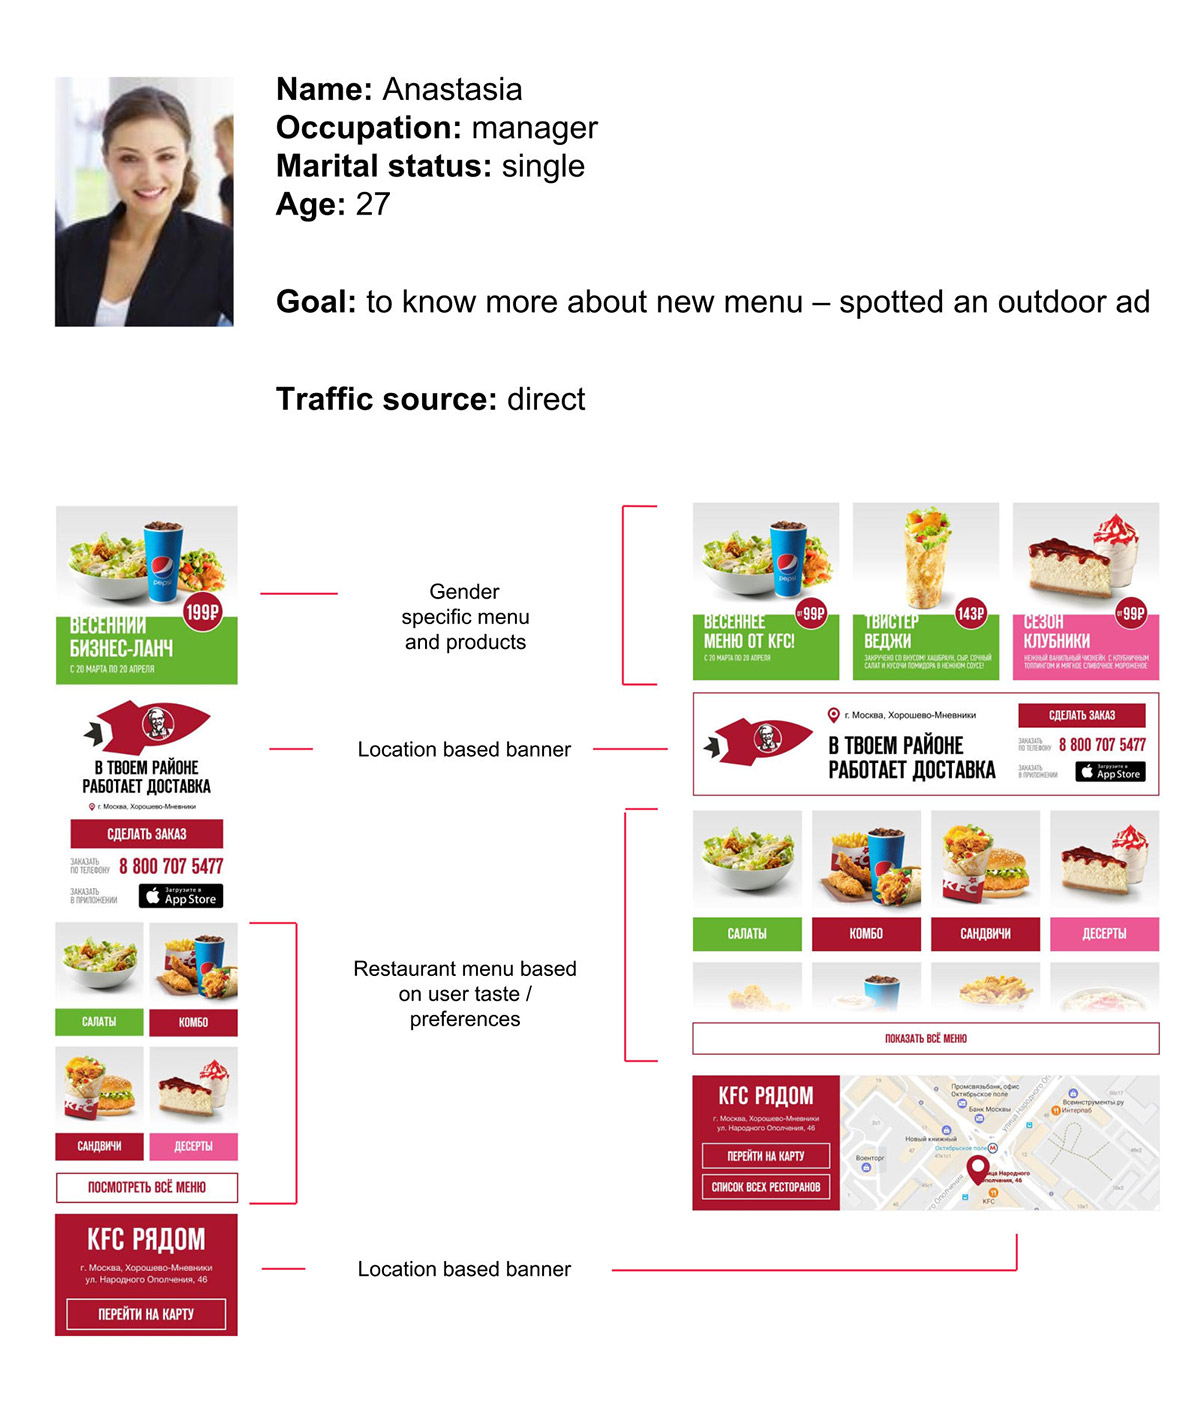 Name: Anastasia
Occupation: manager
Marital status: single
Age: 27
Goal: to know more about new menu – spotted an outdoor ad
Traffic source: direct
pepsi
199₽
ВЕСЕННИЙ
БИЗНЕС-ЛАНЧ
С 20 МАРТА ПО 20 АПРЕЛЯ
В ТВОЕМ РАЙОНЕ
РАБОТАЕТ ДОСТАВКА
г. Москва, Хорошево-Мневники
СДЕЛАТЬ ЗАКАЗ
ЗАКАЗАТЬ
ПО ТЕЛЕФОНУ
8 800 707 5477
ЗАКАЗАТЬ
В ПРИЛОЖЕНИИ
Загрузите в
App Store
САЛАТЫ
КОМБО
KFC
САНДВИЧИ
ДЕСЕРТЫ
ПОСМОТРЕТЬ ВСЁ МЕНЮ
KFC РЯДОМ
г. Москва, Хорошево-Мневники
ул. Народного Ополчения, 46
ПЕРЕЙТИ НА КАРТУ
Gender
specific menu
and products
Location based banner
Restaurant menu based
on user taste /
preferences
Location based banner
pepsi
от 99₽
ВЕСЕННЕЕ
МЕНЮ ОТ KFC!
С 20 МАРТА ПО 20 АПРЕЛЯ
143₽
ТВИСТЕР
ВЕДЖИ
ЗАКРУЧЕНО СО ВКУСОМ! ХАШБРАУН, СЫР, СОЧНЫЙ
САЛАТ И КУСОЧКИ ПОМИДОРА В НЕЖНОМ СОУСЕ!
от 99₽
СЕЗОН
КЛУБНИКИ
НЕЖНЫЙ ВАНИЛЬНЫЙ ЧИЗКЕЙК С КЛУБНИЧНЫМ
ТОППИНГОМ И МЯГКОЕ СЛИВОЧНОЕ МОРОЖЕНОЕ
г. Москва, Хорошево-Мневники
В ТВОЕМ РАЙОНЕ
РАБОТАЕТ ДОСТАВКА
СДЕЛАТЬ ЗАКАЗ
ЗАКАЗАТЬ
ПО ТЕЛЕФОНУ
8 800 707 5477
ЗАКАЗАТЬ
В ПРИЛОЖЕНИИ
Загрузите в
App Store
KFC
САЛАТЫ
КОМБО
САНДВИЧИ
ДЕСЕРТЫ
ПОКАЗАТЬ ВСЁ МЕНЮ
KFC РЯДОМ
г. Москва, Хорошево-Мневники
ул. Народного Ополчения, 46
ПЕРЕЙТИ НА КАРТУ
СПИСОК ВСЕХ РЕСТОРАНОВ
Промсвязьбанк, офис
Октябрьское поле
Банк Москвы
Всеинструменты.ру
Интерлаб
Новый книжный
Октябрьское поле
Военторг
улица Народного
Ополчения, 46
KFC